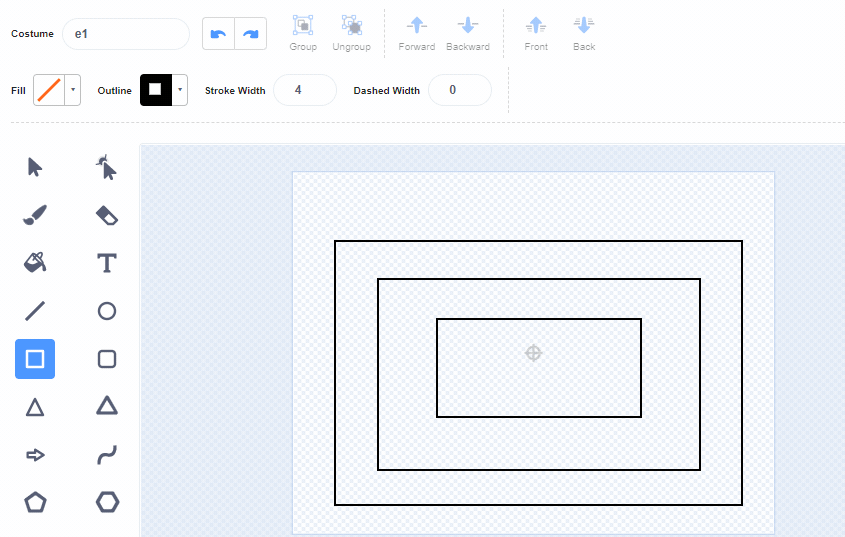 Costume e1 Group Ungroup Forward Backward Front Back
Fill Outline Stroke Width 4 Dashed Width 0
T